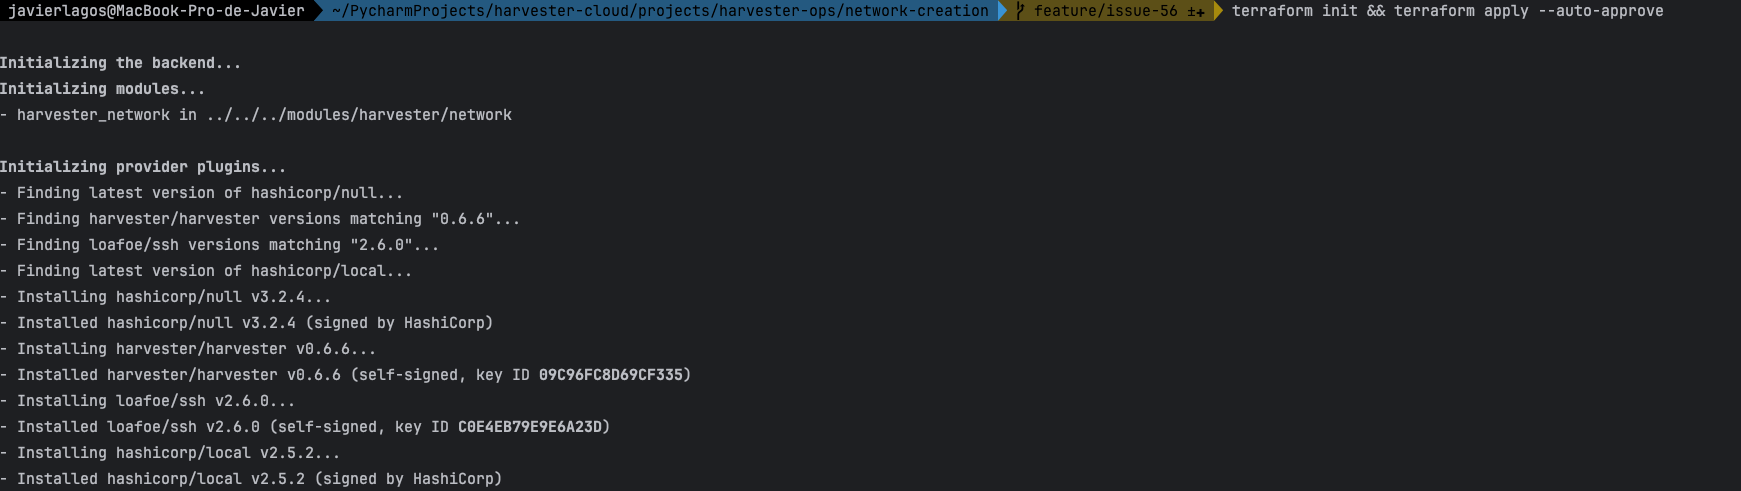 javierlagos@MacBook-Pro-de-Javier ~/PycharmProjects/harvester-cloud/projects/harvester-ops/network-creation feature/issue-56 ±✚ terraform init && terraform apply --auto-approve
Initializing the backend...
Initializing modules...
- harvester_network in ../../../modules/harvester/network
Initializing provider plugins...
- Finding latest version of hashicorp/null...
- Finding harvester/harvester versions matching "0.6.6"...
- Finding loafoe/ssh versions matching "2.6.0"...
- Finding latest version of hashicorp/local...
- Installing hashicorp/null v3.2.4...
- Installed hashicorp/null v3.2.4 (signed by HashiCorp)
- Installing harvester/harvester v0.6.6...
- Installed harvester/harvester v0.6.6 (self-signed, key ID 09C96FC8D69CF335)
- Installing loafoe/ssh v2.6.0...
- Installed loafoe/ssh v2.6.0 (self-signed, key ID C0E4EB79E9E6A23D)
- Installing hashicorp/local v2.5.2...
- Installed hashicorp/local v2.5.2 (signed by HashiCorp)